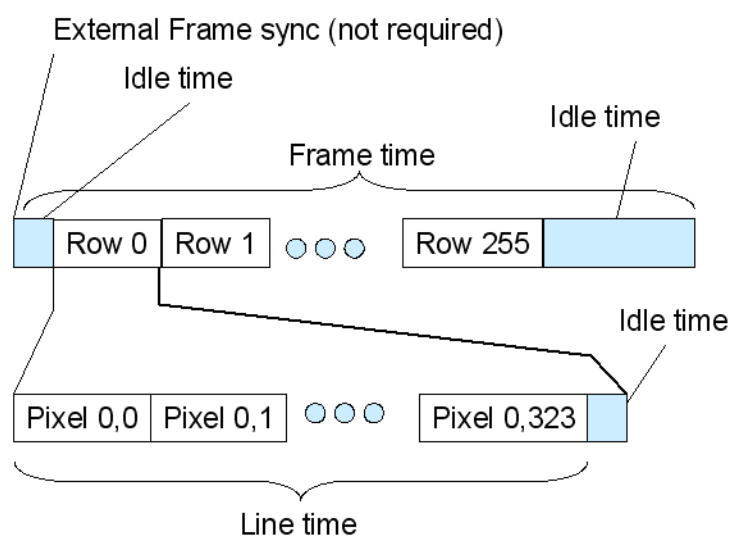 External Frame sync (not required)
Idle time
Idle time
Frame time
Row 0
Row 1
Row 255
Idle time
Pixel 0,0
Pixel 0,1
Pixel 0,323
Line time